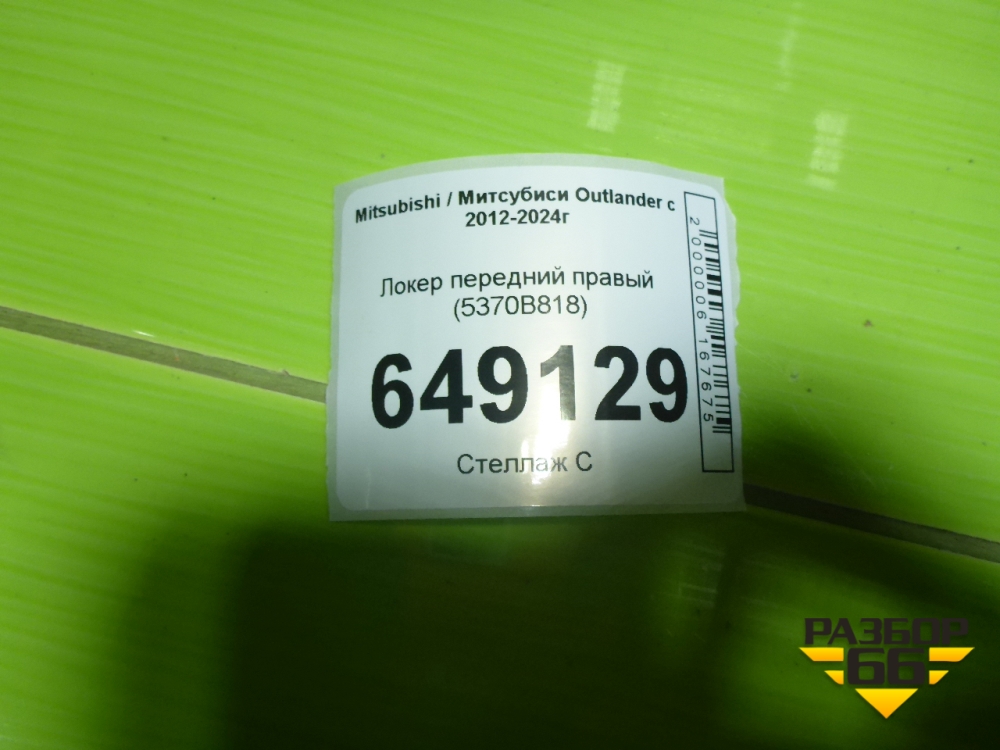 Mitsubishi / Митсубиси Outlander с
2012-2024г
Локер передний правый
(5370B818)
649129
Стеллаж С
2000006167675
РАЗБОР
66